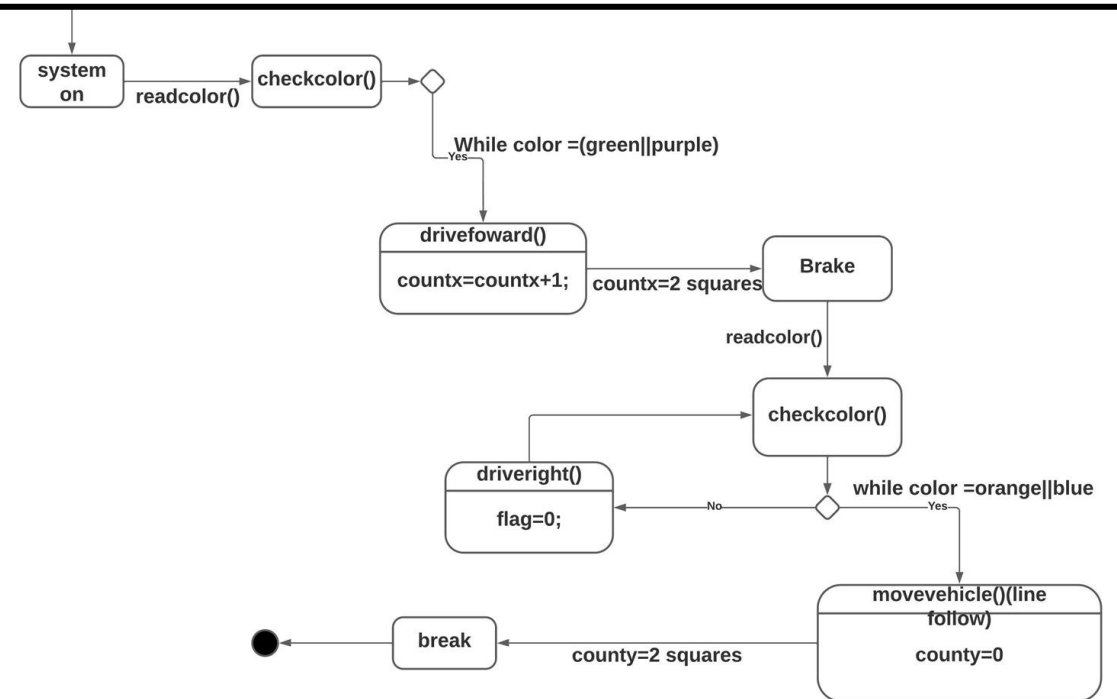 system
on
readcolor()
checkcolor()
While color =(green||purple)
Yes
drivefoward()
countx=countx+1;
countx=2 squares
Brake
readcolor()
checkcolor()
driveright()
flag=0;
No
while color =orange||blue
Yes
movevehicle()(line
follow)
county=0
county=2 squares
break